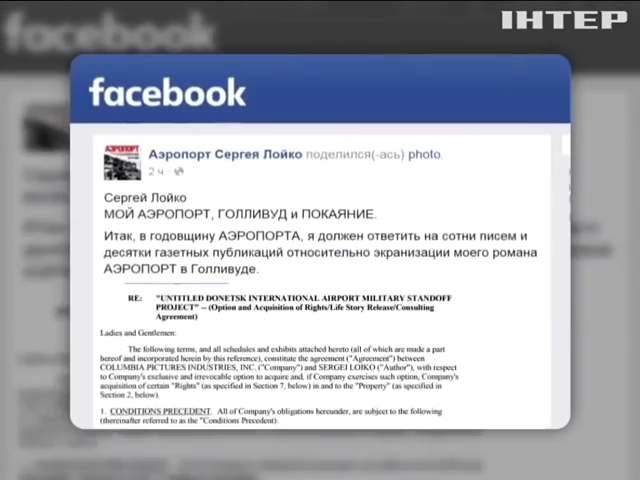 ІНТЕР
facebook
Аэропорт Сергея Лойко поделился(-ась) photo.
2 ч ·
Сергей Лойко
МОЙ АЭРОПОРТ, ГОЛЛИВУД и ПОКАЯНИЕ.
Итак, в годовщину АЭРОПОРТА, я должен ответить на сотни писем и
десятки газетных публикаций относительно экранизации моего романа
АЭРОПОРТ в Голливуде.
RE: "UNTITLED DONETSK INTERNATIONAL AIRPORT MILITARY STANDOFF
PROJECT" – (Option and Acquisition of Rights/Life Story Release/Consulting
Agreement)
Ladies and Gentlemen:
The following terms, and all schedules and exhibits attached hereto (all of which are made a part
hereof and incorporated herein by this reference), constitute the agreement ("Agreement") between
COLUMBIA PICTURES INDUSTRIES, INC. ("Company") and SERGEI LOIKO ("Author"), with respect
to Company's exclusive and irrevocable option to acquire and, if Company exercises such option, Company's
acquisition of certain "Rights" (as specified in Section 7, below) in and to the "Property" (as specified in
Section 2, below).
1. CONDITIONS PRECEDENT. All of Company's obligations hereunder, are subject to the following
(thereinafter referred to as the "Conditions Precedent).